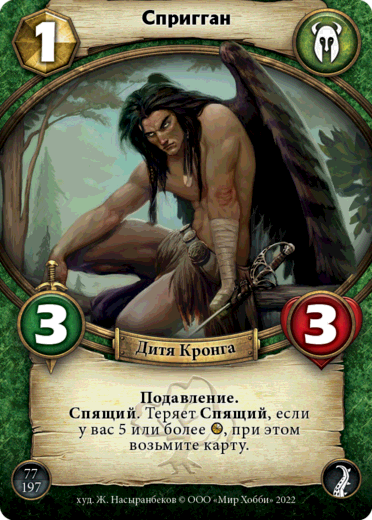 Спригган
1
3
3
Дитя Кронга
Подавление.
Спящий. Теряет Спящий, если
у вас 5 или более , при этом
возьмите карту.
77
197
худ. Ж. Насыранбеков © ООО «Мир Хобби» 2022